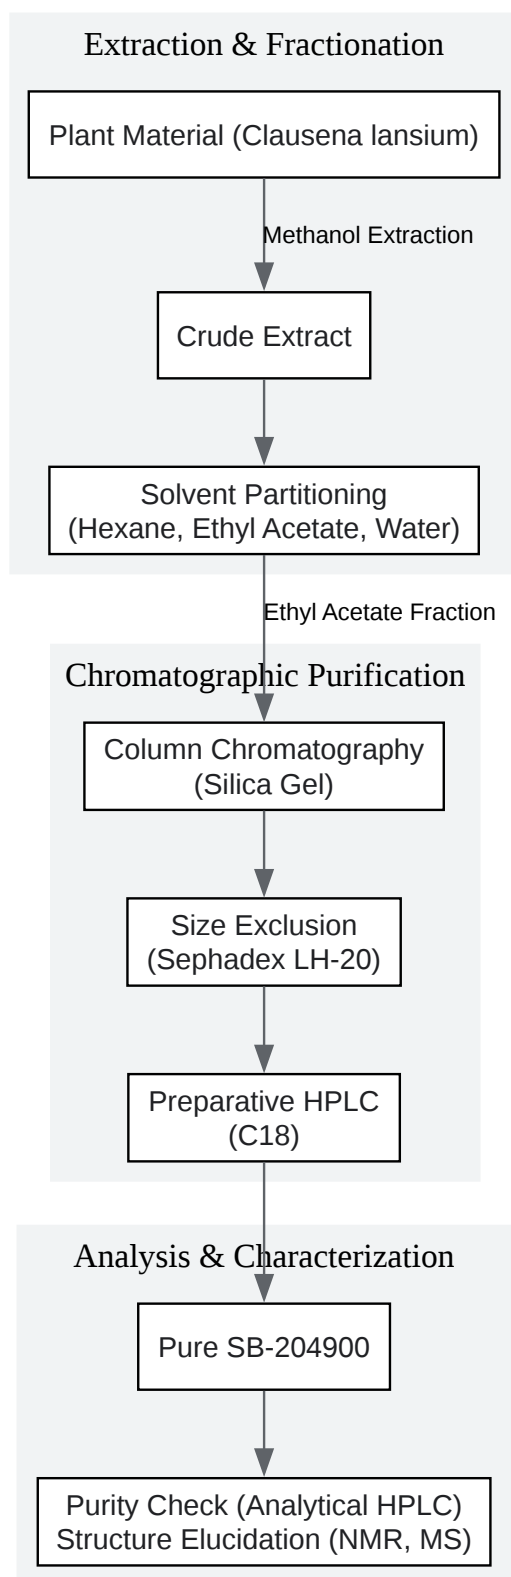 Extraction & Fractionation
Plant Material (Clausena lansium)
Methanol Extraction
Crude Extract
Solvent Partitioning
(Hexane, Ethyl Acetate, Water)
Ethyl Acetate Fraction
Chromatographic Purification
Column Chromatography
(Silica Gel)
Size Exclusion
(Sephadex LH-20)
Preparative HPLC
(C18)
Analysis & Characterization
Pure SB-204900
Purity Check (Analytical HPLC)
Structure Elucidation (NMR, MS)